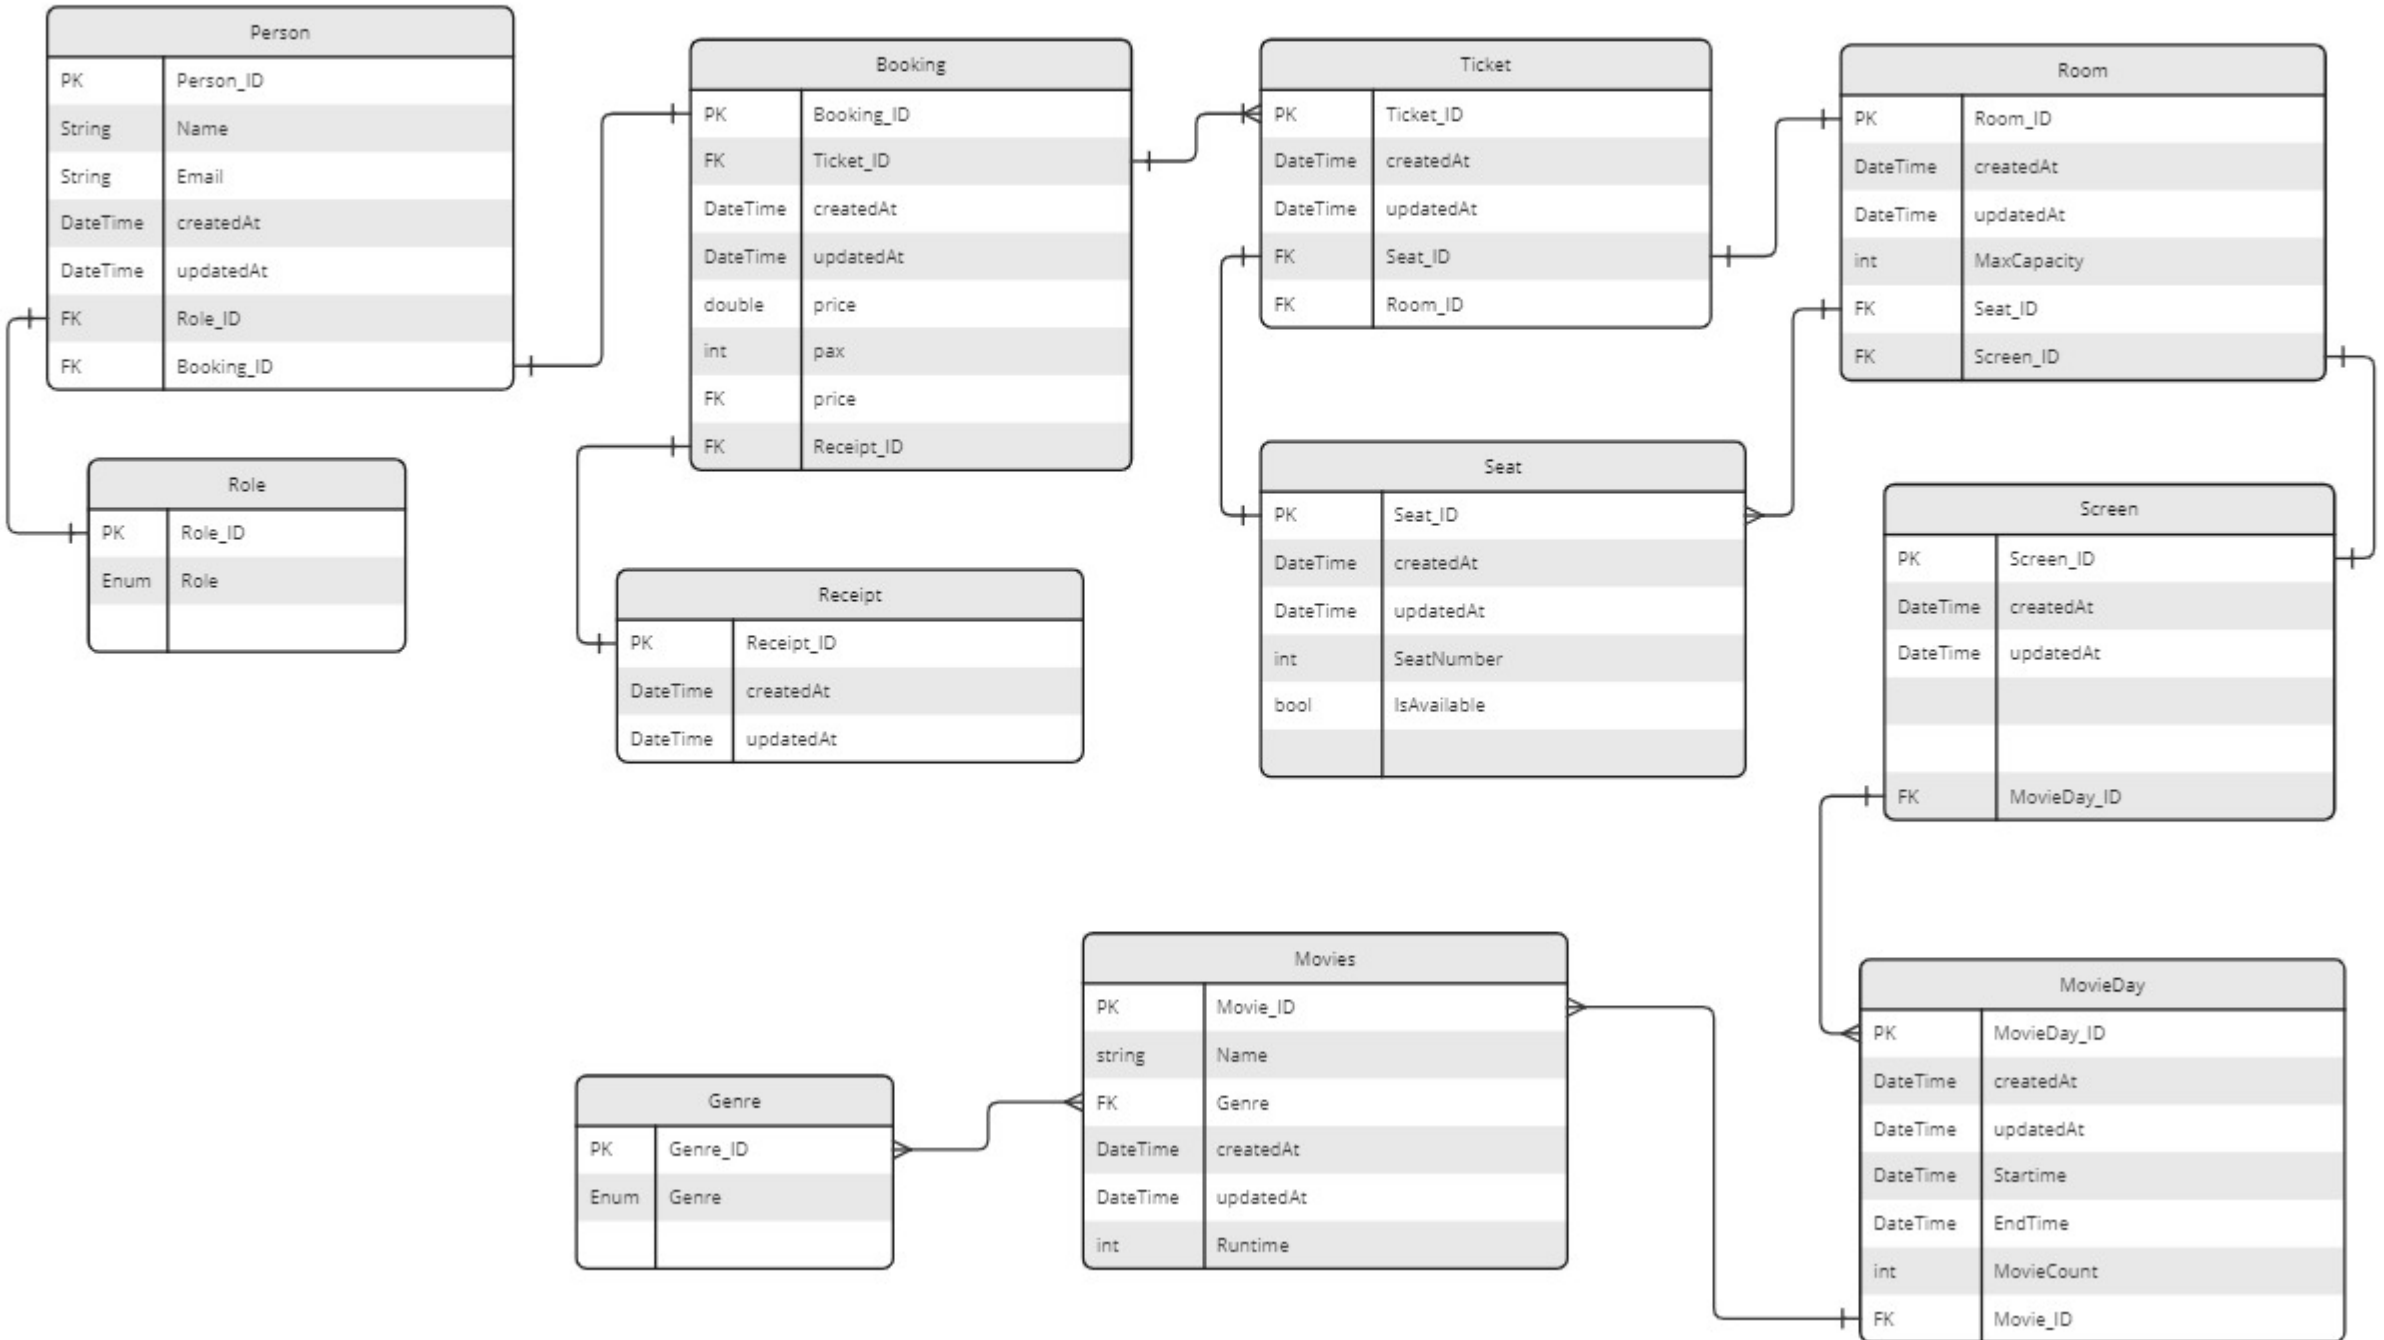 Person
PK Person_ID
String Name
String Email
DateTime createdAt
DateTime updatedAt
FK Role_ID
FK Booking_ID
Booking
PK Booking_ID
FK Ticket_ID
DateTime createdAt
DateTime updatedAt
double price
int pax
FK price
FK Receipt_ID
Ticket
PK Ticket_ID
DateTime createdAt
DateTime updatedAt
FK Seat_ID
FK Room_ID
Room
PK Room_ID
DateTime createdAt
DateTime updatedAt
int MaxCapacity
FK Seat_ID
FK Screen_ID
Role
PK Role_ID
Enum Role
Receipt
PK Receipt_ID
DateTime createdAt
DateTime updatedAt
Seat
PK Seat_ID
DateTime createdAt
DateTime updatedAt
int SeatNumber
bool IsAvailable
Screen
PK Screen_ID
DateTime createdAt
DateTime updatedAt
FK MovieDay_ID
Genre
PK Genre_ID
Enum Genre
Movies
PK Movie_ID
string Name
FK Genre
DateTime createdAt
DateTime updatedAt
int Runtime
MovieDay
PK MovieDay_ID
DateTime createdAt
DateTime updatedAt
DateTime Startime
DateTime EndTime
int MovieCount
FK Movie_ID